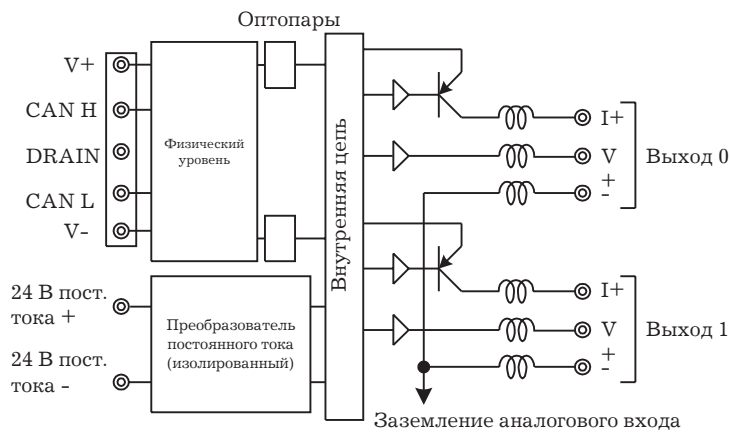 Оптопары
V+
CAN H
DRAIN
CAN L
V-
Физический
уровень
Внутренняя цепь
I+
V
+
-
Выход 0
24 В пост.
тока +
24 В пост.
тока -
Преобразователь
постоянного тока
(изолированный)
I+
V
+
-
Выход 1
Заземление аналогового входа